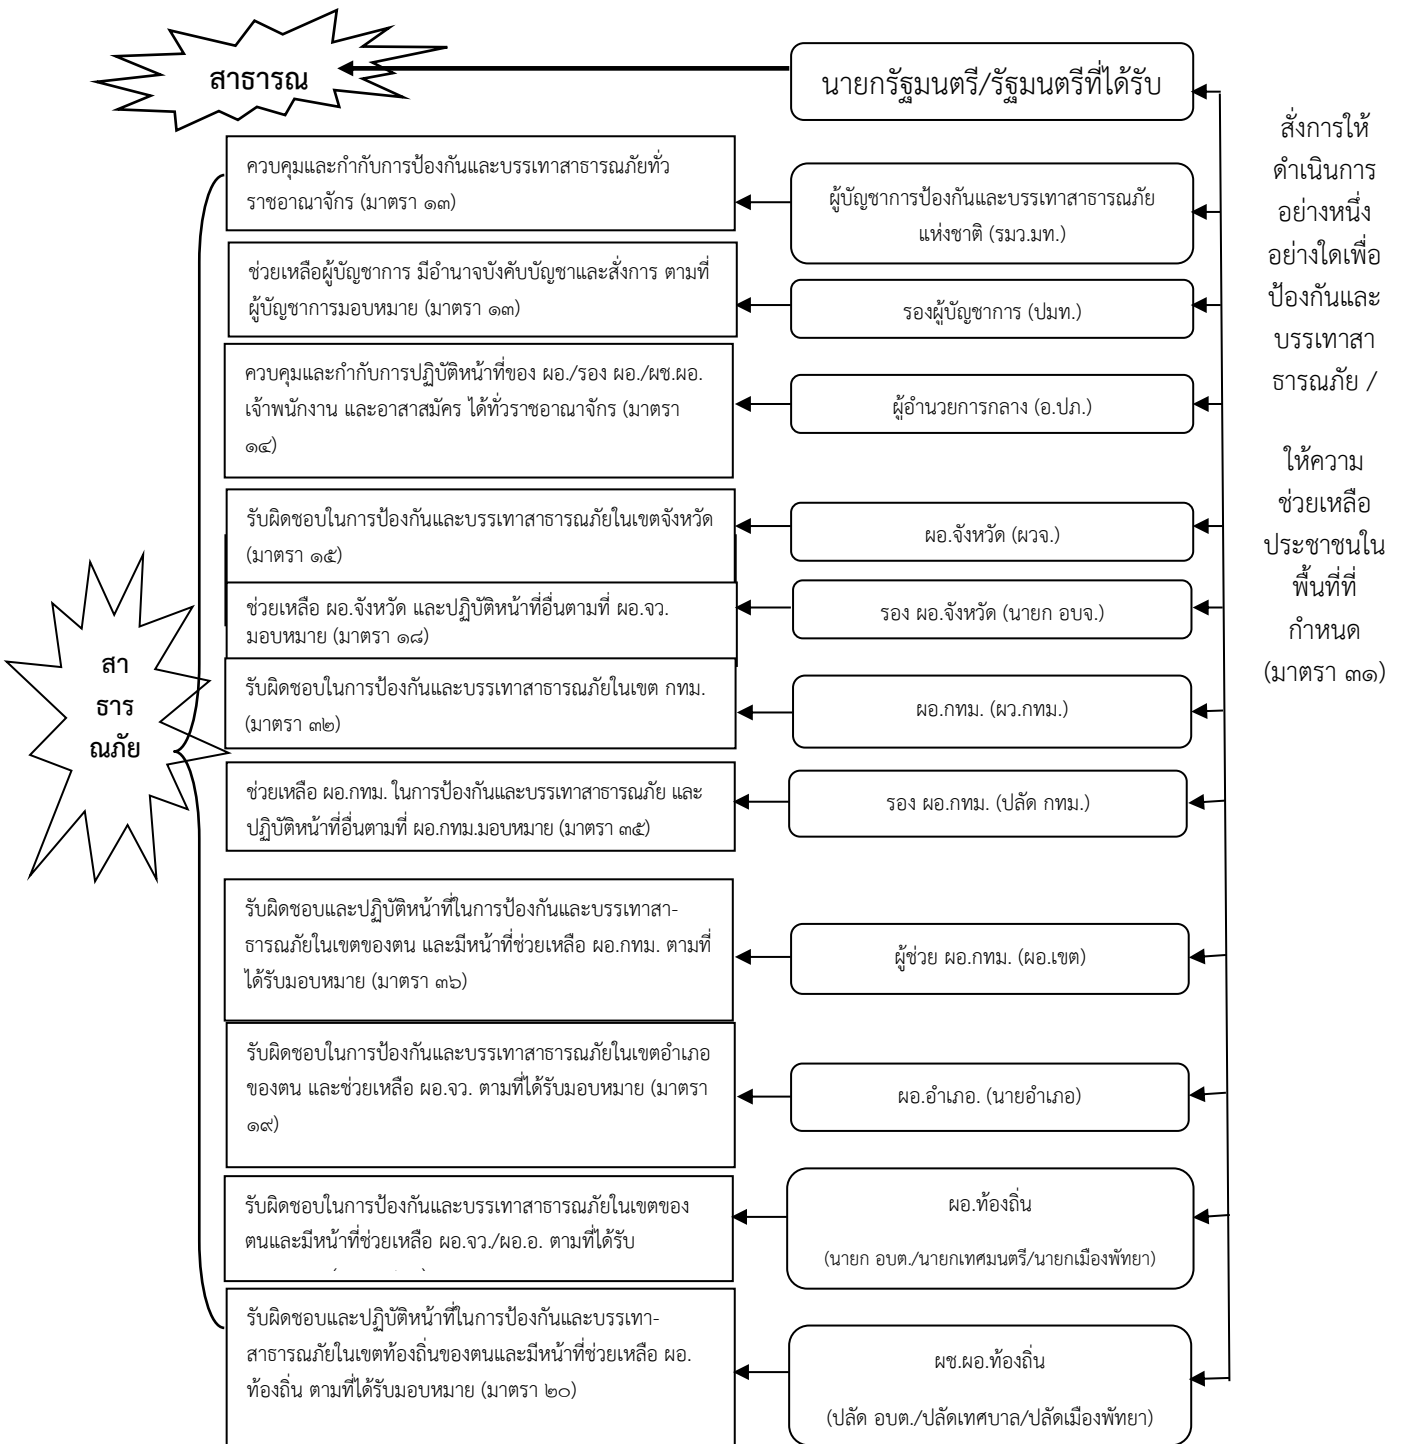 สาธารณ
นายกรัฐมนตรี/รัฐมนตรีที่ได้รับ
สั่งการให้
ดำเนินการ
อย่างหนึ่ง
อย่างใดเพื่อ
ป้องกันและ
บรรเทาสา
ธารณภัย /
ให้ความ
ช่วยเหลือ
ประชาชนใน
พื้นที่ที่
กำหนด
(มาตรา ๓๑)
ควบคุมและกำกับการป้องกันและบรรเทาสาธารณภัยทั่ว
ราชอาณาจักร (มาตรา ๑๓)
ผู้บัญชาการป้องกันและบรรเทาสาธารณภัย
แห่งชาติ (รมว.มท.)
ช่วยเหลือผู้บัญชาการ มีอำนาจบังคับบัญชาและสั่งการ ตามที่
ผู้บัญชาการมอบหมาย (มาตรา ๑๓)
รองผู้บัญชาการ (ปมท.)
ควบคุมและกำกับการปฏิบัติหน้าที่ของ ผอ./รอง ผอ./ผช.ผอ.
เจ้าพนักงาน และอาสาสมัคร ได้ทั่วราชอาณาจักร (มาตรา
๑๔)
ผู้อำนวยการกลาง (อ.ปภ.)
รับผิดชอบในการป้องกันและบรรเทาสาธารณภัยในเขตจังหวัด
(มาตรา ๑๕)
ผอ.จังหวัด (ผวจ.)
ช่วยเหลือ ผอ.จังหวัด และปฏิบัติหน้าที่อื่นตามที่ ผอ.จว.
มอบหมาย (มาตรา ๑๘)
รอง ผอ.จังหวัด (นายก อบจ.)
สา
ธาร
ณภัย
รับผิดชอบในการป้องกันและบรรเทาสาธารณภัยในเขต กทม.
(มาตรา ๓๒)
ผอ.กทม. (ผว.กทม.)
ช่วยเหลือ ผอ.กทม. ในการป้องกันและบรรเทาสาธารณภัย และ
ปฏิบัติหน้าที่อื่นตามที่ ผอ.กทม.มอบหมาย (มาตรา ๓๕)
รอง ผอ.กทม. (ปลัด กทม.)
รับผิดชอบและปฏิบัติหน้าที่ในการป้องกันและบรรเทาสา-
ธารณภัยในเขตของตน และมีหน้าที่ช่วยเหลือ ผอ.กทม. ตามที่
ได้รับมอบหมาย (มาตรา ๓๖)
ผู้ช่วย ผอ.กทม. (ผอ.เขต)
รับผิดชอบในการป้องกันและบรรเทาสาธารณภัยในเขตอำเภอ
ของตน และช่วยเหลือ ผอ.จว. ตามที่ได้รับมอบหมาย (มาตรา
๑๙)
ผอ.อำเภอ. (นายอำเภอ)
รับผิดชอบในการป้องกันและบรรเทาสาธารณภัยในเขตของ
ตนและมีหน้าที่ช่วยเหลือ ผอ.จว./ผอ.อ. ตามที่ได้รับ
ผอ.ท้องถิ่น
(นายก อบต./นายกเทศมนตรี/นายกเมืองพัทยา)
รับผิดชอบและปฏิบัติหน้าที่ในการป้องกันและบรรเทา-
สาธารณภัยในเขตท้องถิ่นของตนและมีหน้าที่ช่วยเหลือ ผอ.
ท้องถิ่น ตามที่ได้รับมอบหมาย (มาตรา ๒๐)
ผช.ผอ.ท้องถิ่น
(ปลัด อบต./ปลัดเทศบาล/ปลัดเมืองพัทยา)